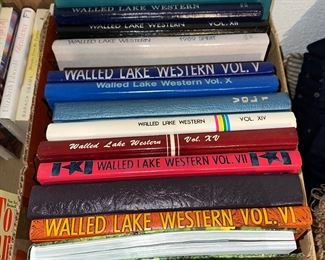 WALLED LAKE WESTERN
WALLED LAKE WESTERN VOL. XII
WALLED LAKE WESTERN
WALLED LAKE WESTERN VOL. V
Walled Lake Western Vol. X
WALLED LAKE WESTERN VOL. XIV
Walled Lake Western Vol. XV
WALLED LAKE WESTERN VOL. VII
WALLED LAKE WESTERN VOL. VI